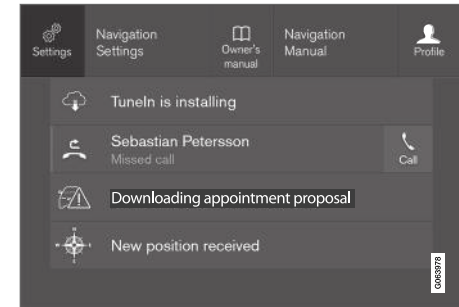 Settings
Navigation
Settings
Owner's
manual
Navigation
Manual
Profile
TuneIn is installing
Sebastian Petersson
Missed call
Call
Downloading appointment proposal
New position received
G063978